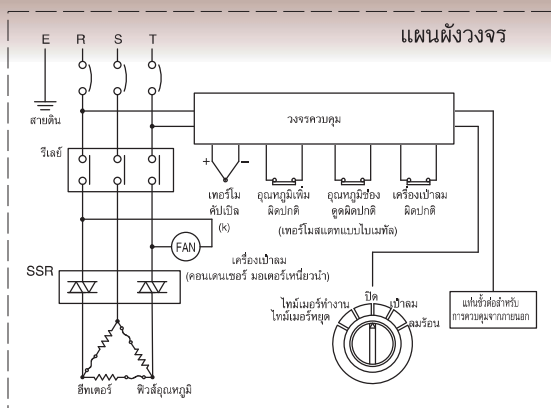 แผนผังวงจร
E R S T
สายดิน
วงจรควบคุม
รีเลย์
+ −
เทอร์โม
คัปเปิล
(k)
อุณหภูมิเพิ่ม
ผิดปกติ
อุณหภูมิช่อง
ดูดผิดปกติ
เครื่องเป่าลม
ผิดปกติ
(เทอร์โมสแตทแบบไบเมทัล)
FAN
เครื่องเป่าลม
(คอนเดนเซอร์ มอเตอร์เหนี่ยวนำ)
SSR
ปิด
ไทม์เมอร์ทำงาน
เป่าลม
ไทม์เมอร์หยุด
ลมร้อน
แท่นขั้วต่อสำหรับ
การควบคุมจากภายนอก
ฮีทเตอร์
ฟิวส์อุณหภูมิ